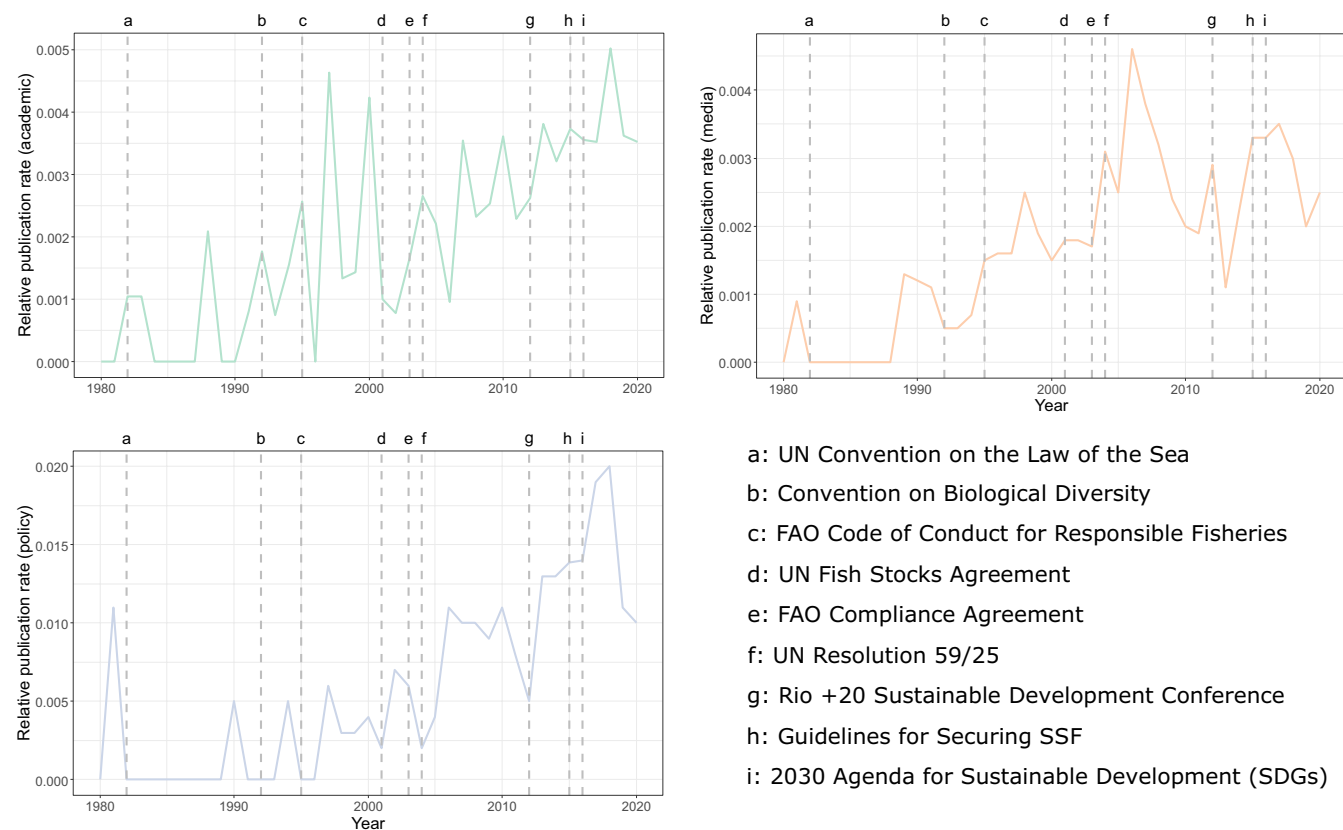 a b c d e f g h i
Relative publication rate (academic)
0.005
0.004
0.003
0.002
0.001
0.000
1980 1990 2000 2010 2020
a b c d e f g h i
Relative publication rate (media)
0.004
0.003
0.002
0.001
0.000
1980 1990 2000 2010 2020
Year
a b c d e f g h i
Relative publication rate (policy)
0.020
0.015
0.010
0.005
0.000
1980 1990 2000 2010 2020
Year
a: UN Convention on the Law of the Sea
b: Convention on Biological Diversity
c: FAO Code of Conduct for Responsible Fisheries
d: UN Fish Stocks Agreement
e: FAO Compliance Agreement
f: UN Resolution 59/25
g: Rio +20 Sustainable Development Conference
h: Guidelines for Securing SSF
i: 2030 Agenda for Sustainable Development (SDGs)